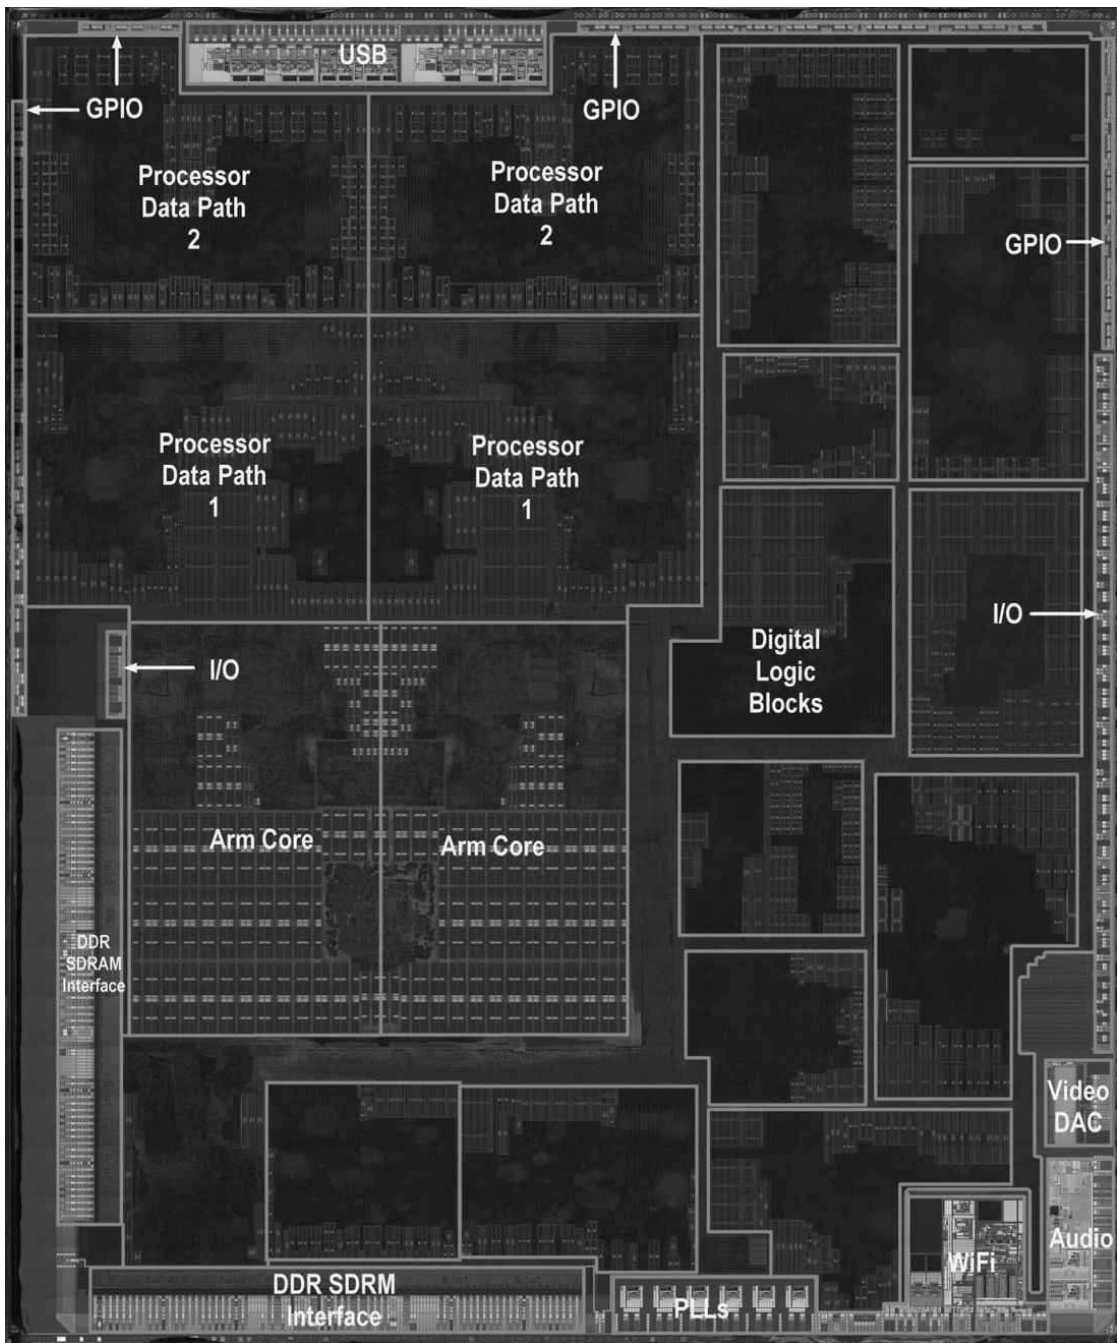 USB
GPIO
GPIO
Processor
Data Path
2
Processor
Data Path
2
GPIO
Processor
Data Path
1
Processor
Data Path
1
I/O
I/O
Digital
Logic
Blocks
Arm Core
Arm Core
DDR
SDRAM
Interface
Video
DAC
Audio
WiFi
DDR SDRM
Interface
PLLs